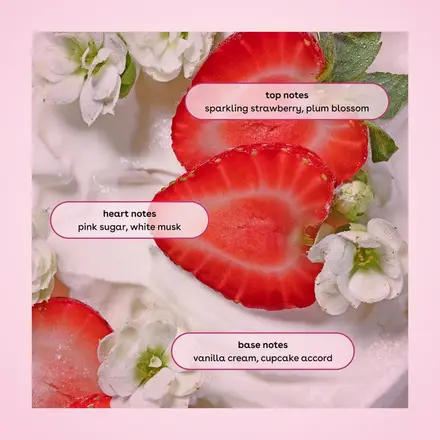 top notes
sparkling strawberry, plum blossom
heart notes
pink sugar, white musk
base notes
vanilla cream, cupcake accord